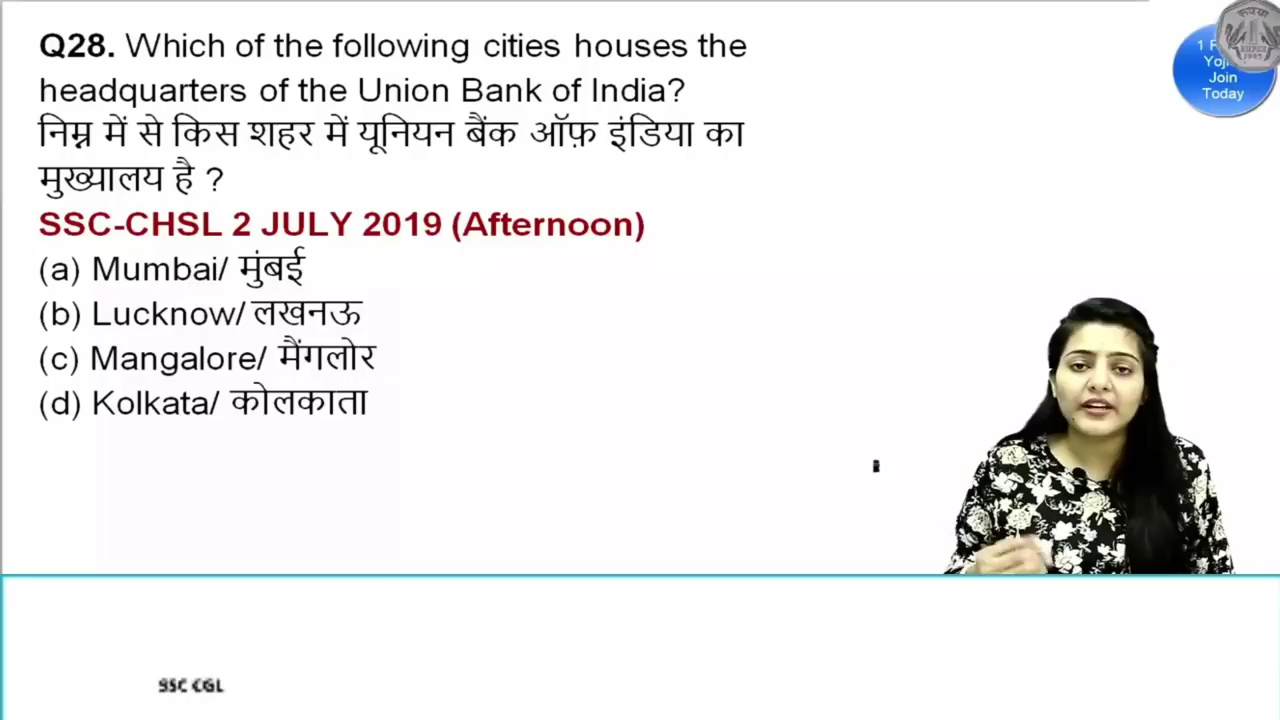 Q28. Which of the following cities houses the
headquarters of the Union Bank of India?
निम्न में से किस शहर में यूनियन बैंक ऑफ़ इंडिया का
मुख्यालय है ?
SSC-CHSL 2 JULY 2019 (Afternoon)
(a) Mumbai/ मुंबई
(b) Lucknow/ लखनऊ
(c) Mangalore/ मैंगलोर
(d) Kolkata/ कोलकाता
1
Join
Today
SSC CGL